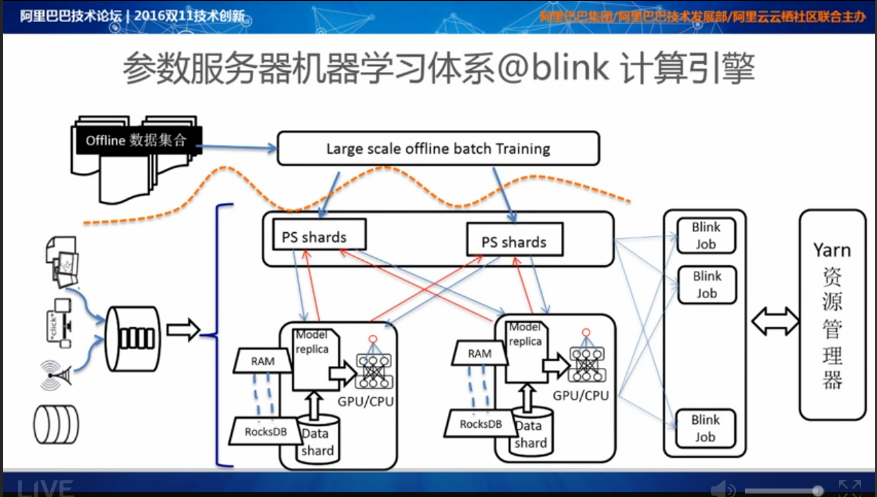 阿里巴巴技术论坛 | 2016双11技术创新
阿里巴巴集团/阿里巴巴技术发展部/阿里云云栖社区联合主办
参数服务器机器学习体系@blink 计算引擎
Offline 数据集合
Large scale offline batch Training
PS shards
PS shards
Blink
Job
Blink
Job
Blink
Job
Yarn
资
源
管
理
器
"click"
Model
replica
RAM
GPU/CPU
RocksDB
Data
shard
Model
replica
RAM
GPU/CPU
RocksDB
Data
shard
LIVE